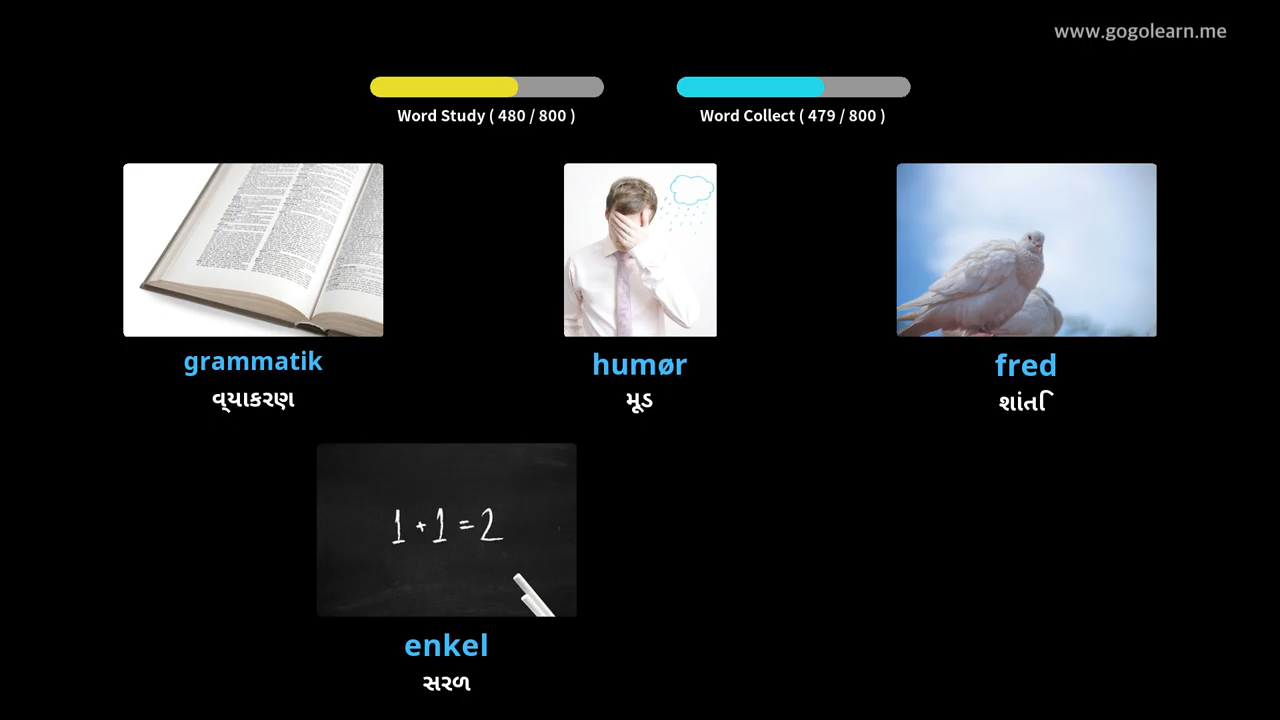 www.gogolearn.me
Word Study ( 480 / 800 )
Word Collect ( 479 / 800 )
grammatik
વ્યાકરણ
humør
મૂડ
fred
શાંતિ
1 + 1 = 2
enkel
સરળ